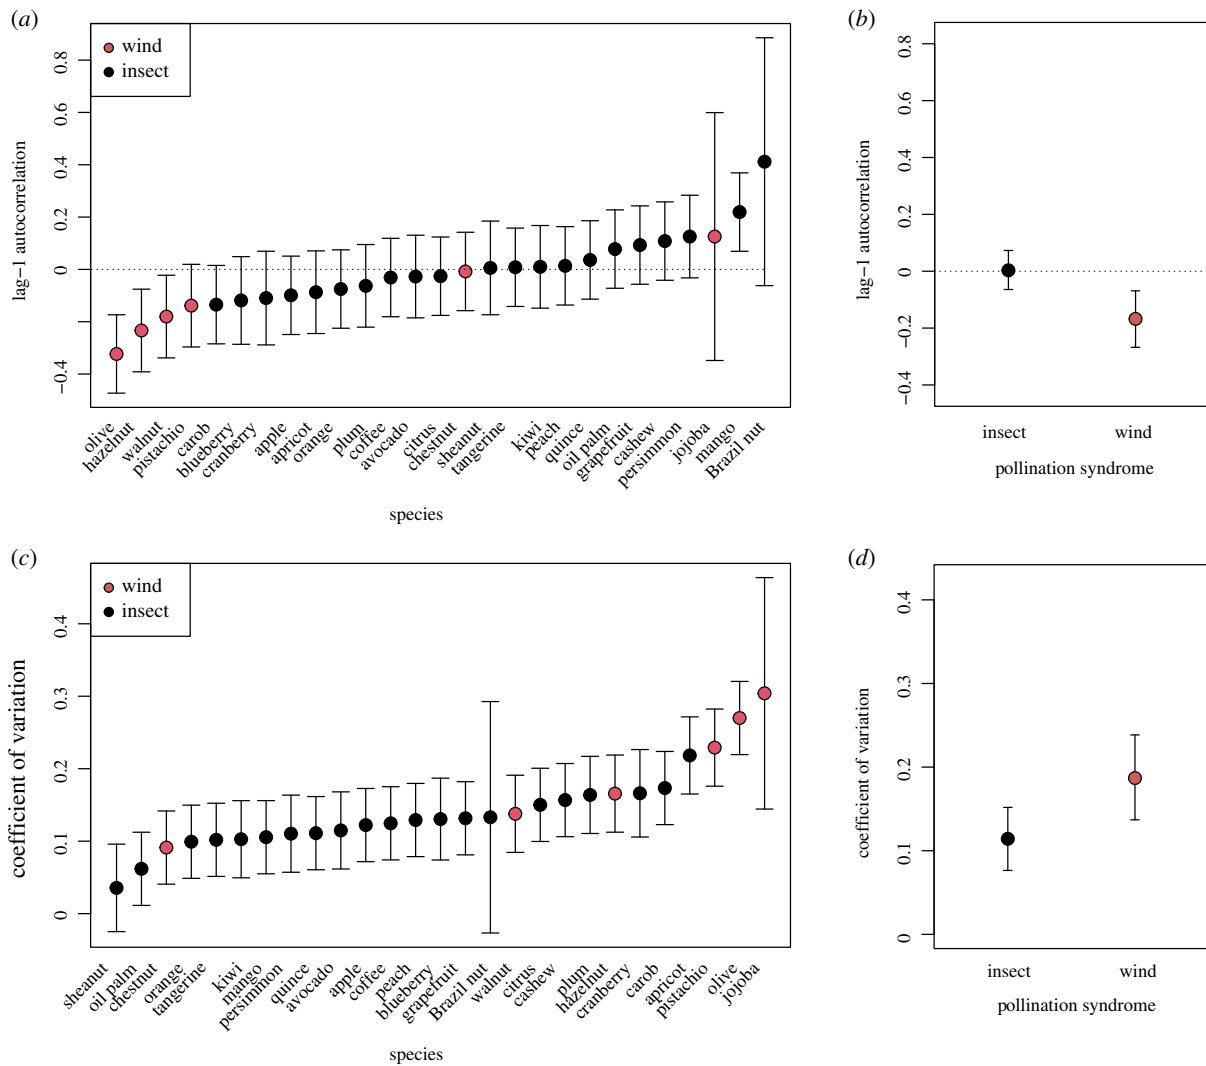 (a)
wind
insect
lag–1 autocorrelation
0.8
0.6
0.4
0.2
0
–0.4
olive
hazelnut
walnut
pistachio
carob
blueberry
cranberry
apple
apricot
orange
plum
coffee
avocado
citrus
chestnut
sheanut
tangerine
kiwi
peach
quince
oil palm
grapefruit
cashew
persimmon
jojoba
mango
Brazil nut
species
(b)
lag–1 autocorrelation
0.8
0.6
0.4
0.2
0
–0.2
–0.4
insect
wind
pollination syndrome
(c)
wind
insect
coefficient of variation
0.4
0.3
0.2
0.1
0
sheanut
oil palm
chestnut
orange
tangerine
kiwi
mango
persimmon
quince
avocado
apple
coffee
peach
blueberry
grapefruit
Brazil nut
walnut
citrus
cashew
plum
hazelnut
cranberry
carob
apricot
pistachio
olive
jojoba
species
(d)
coefficient of variation
0.4
0.3
0.2
0.1
0
insect
wind
pollination syndrome